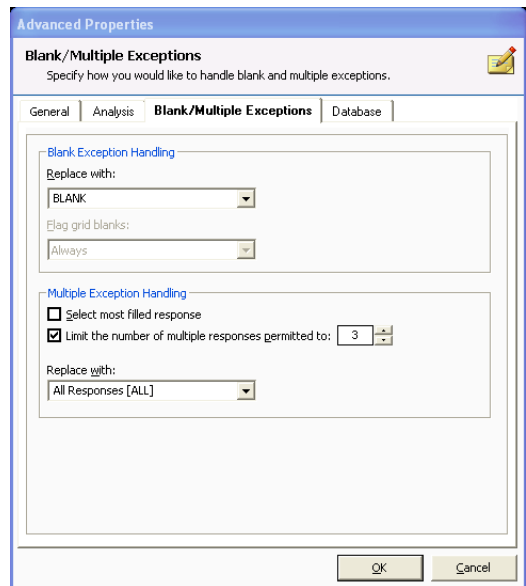 Advanced Properties
Blank/Multiple Exceptions
Specify how you would like to handle blank and multiple exceptions.
General Analysis Blank/Multiple Exceptions Database
Blank Exception Handling
Replace with:
BLANK
Flag grid blanks:
Always
Multiple Exception Handling
Select most filled response
Limit the number of multiple responses permitted to: 3
Replace with:
All Responses [ALL]
OK Cancel